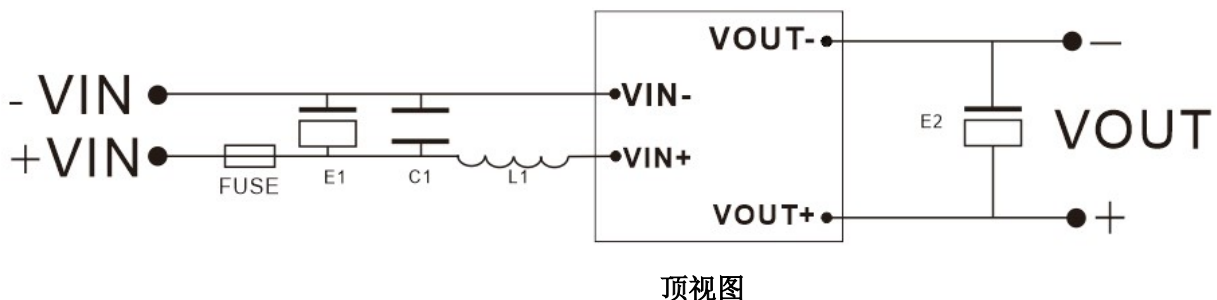 VOUT- —
- VIN VIN-
E2 VOUT
+VIN VIN+
FUSE E1 C1 L1
VOUT+ +
顶视图